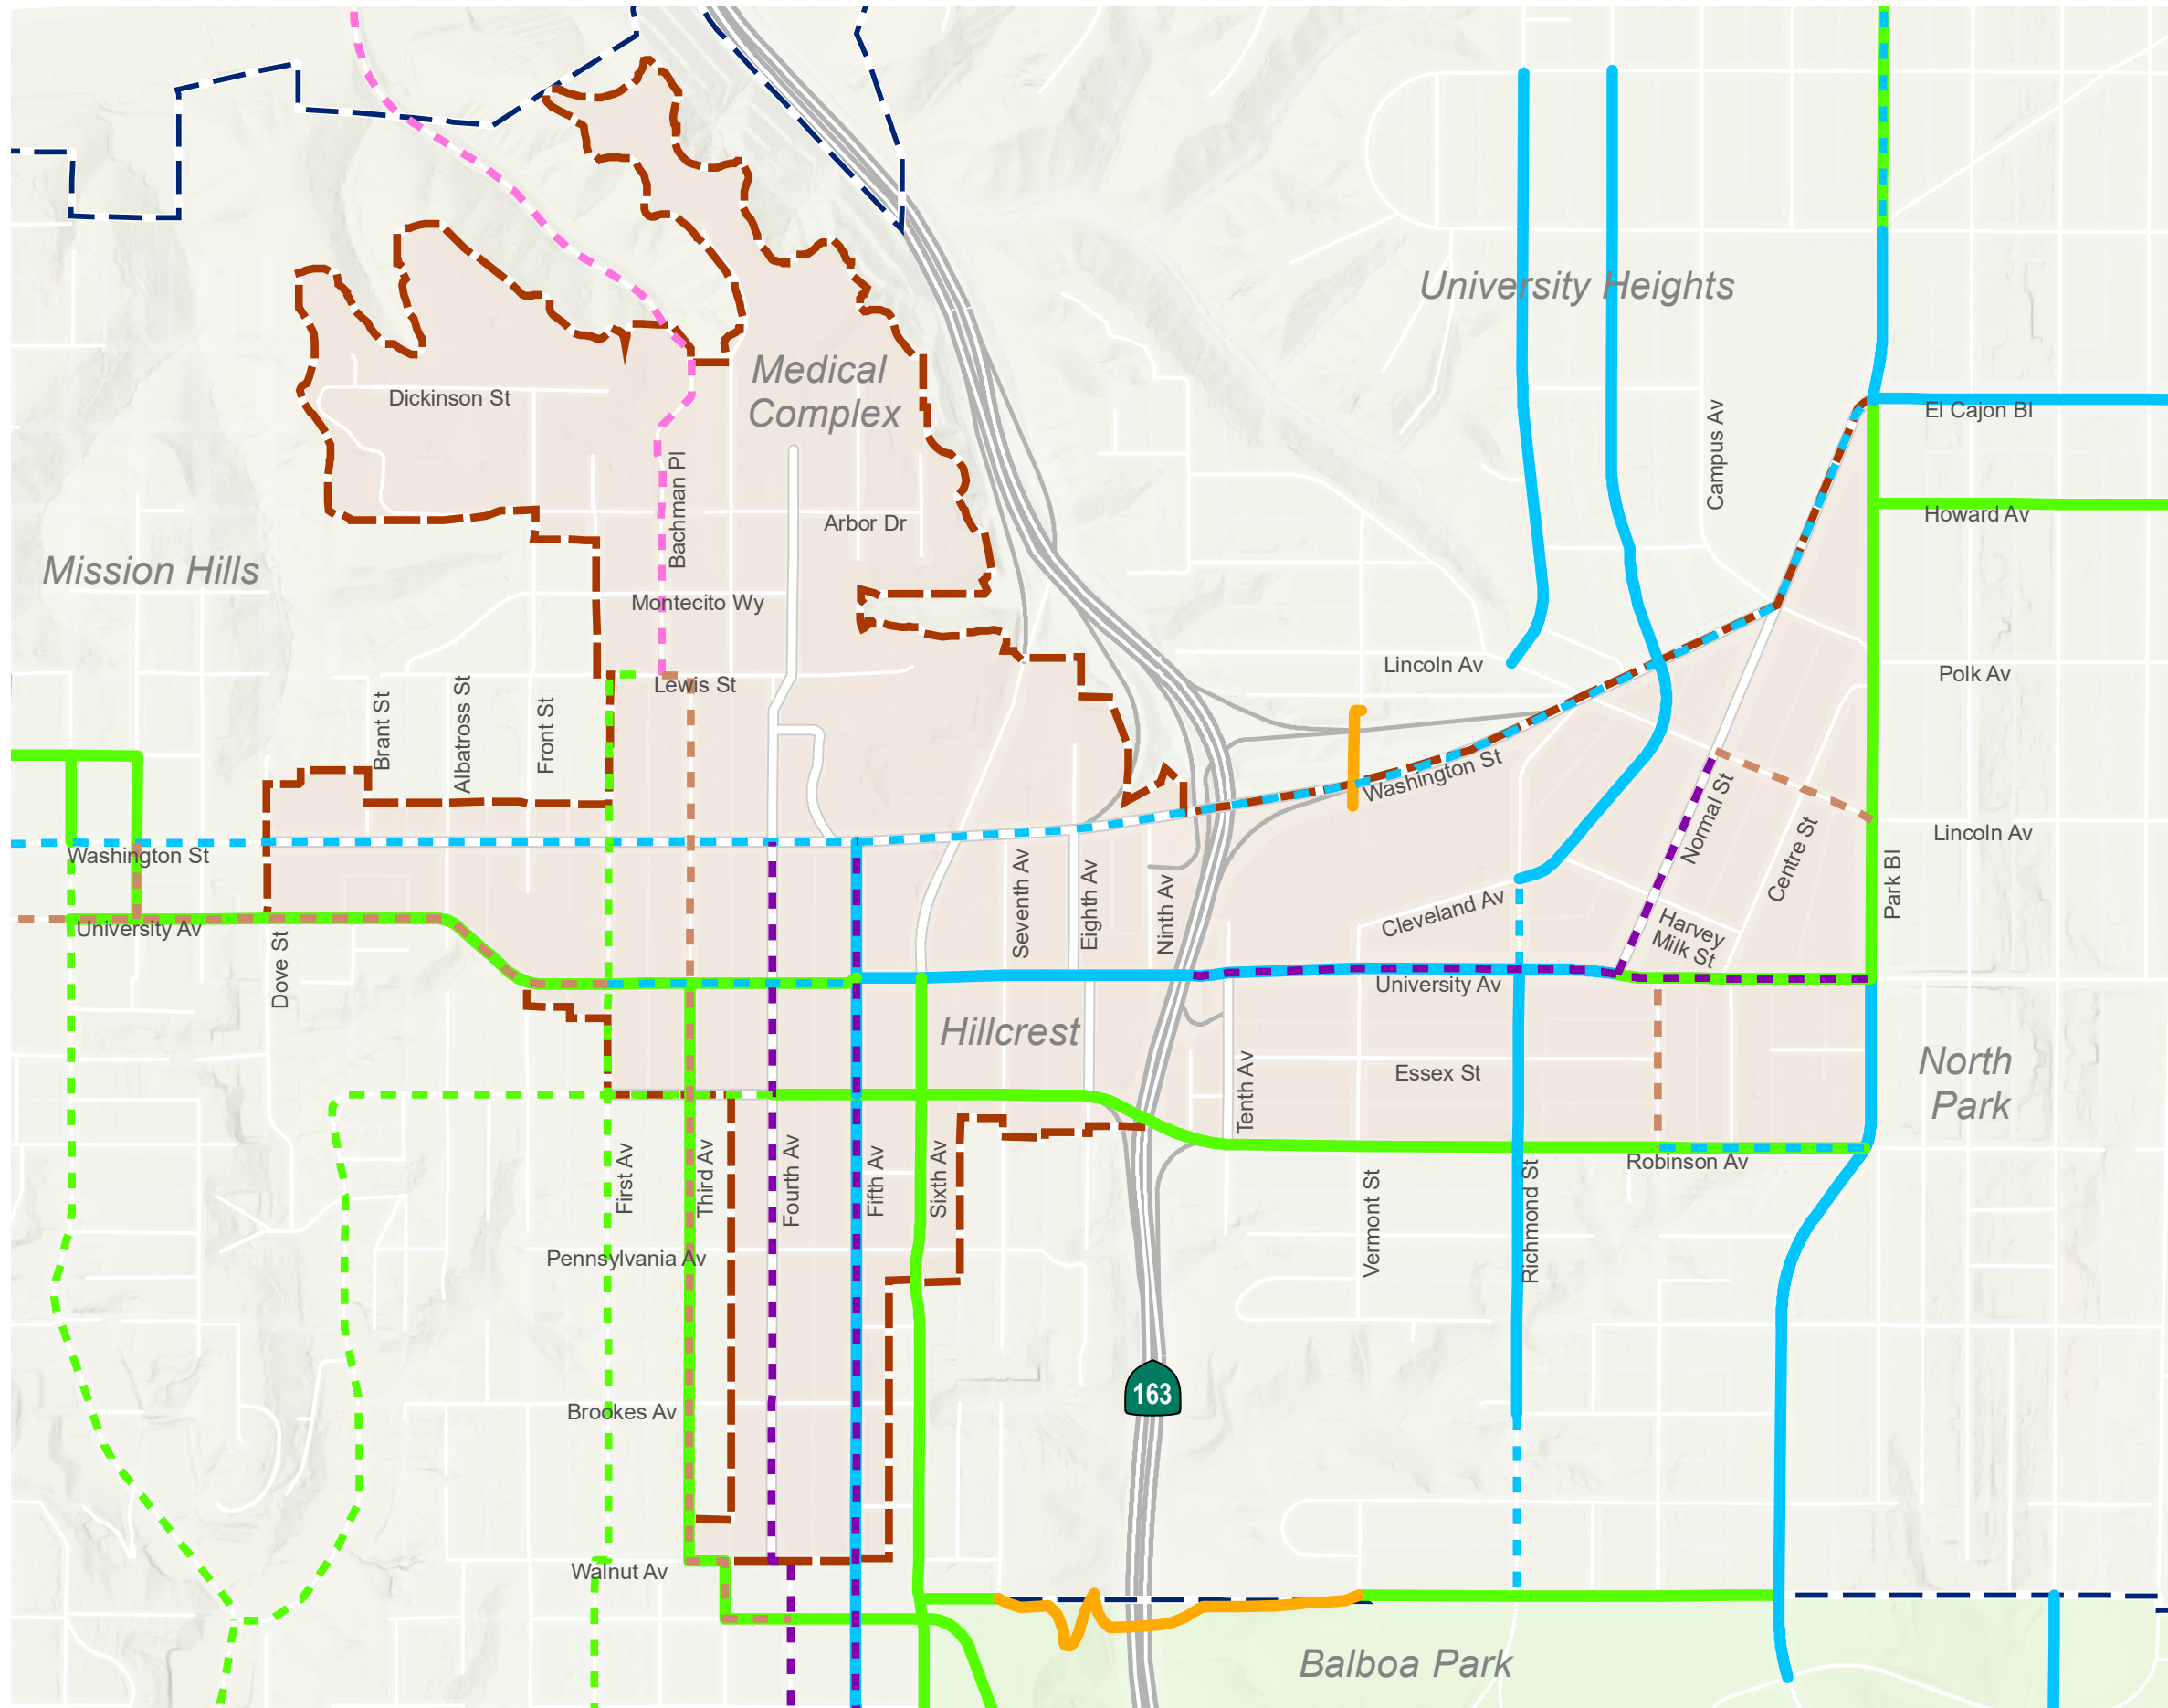 University Heights
Medical
Complex
Dickinson St
El Cajon Bl
Campus Av
Bachman Pl
Howard Av
Arbor Dr
Mission Hills
Montecito Wy
Lincoln Av
Polk Av
Lewis St
Brant St
Albatross St
Front St
Washington St
Normal St
Lincoln Av
Washington St
Centre St
Park Bl
University Av
Seventh Av
Eighth Av
Ninth Av
Cleveland Av
Harvey
Milk St
Dove St
University Av
Hillcrest
Essex St
North
Park
Tenth Av
Robinson Av
First Av
Third Av
Fourth Av
Fifth Av
Sixth Av
Vermont St
Richmond St
Pennsylvania Av
163
Brookes Av
Walnut Av
Balboa Park